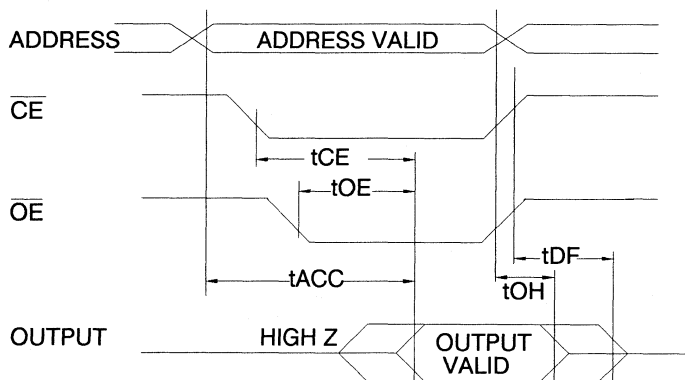 ADDRESS
ADDRESS VALID
CE
tCE
tOE
OE
tDF
tACC
tOH
OUTPUT
HIGH Z
OUTPUT
VALID